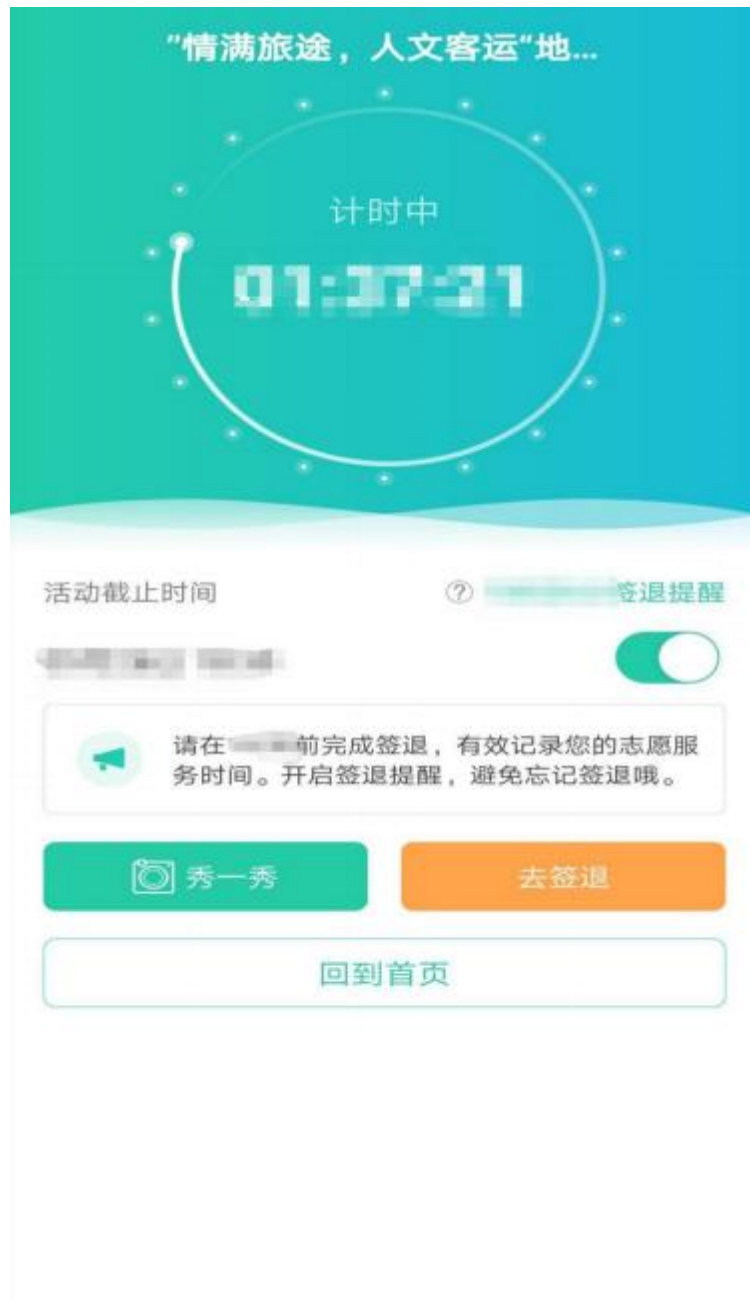 "情满旅途，人文客运"地...
计时中
活动截止时间
签退提醒
请在 前完成签退，有效记录您的志愿服
务时间。开启签退提醒，避免忘记签退哦。
秀一秀
去签退
回到首页